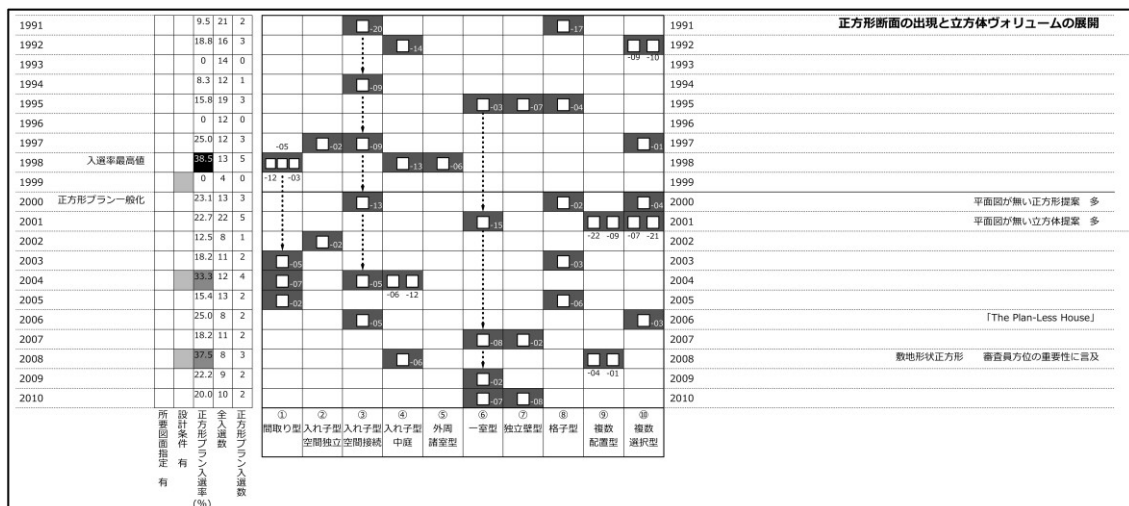 正方形断面の出現と立方体ヴォリュームの展開
1991 9.5 21 2 -20 -17 1991
1992 18.8 16 3 -14 -09 -10 1992
1993 0 14 0 1993
1994 8.3 12 1 -09 1994
1995 15.8 19 3 -03 -07 -04 1995
1996 0 12 0 1996
1997 25.0 12 3 -02 -09 -01 1997
-05
1998 入選率最高値 38.5 13 5 -13 -06 1998
-12 -03
1999 0 4 0 1999
2000 正方形プラン一般化 23.1 13 3 -13 -02 -04 2000 平面図が無い正方形提案 多
2001 22.7 22 5 -15 -22 -09 -07 -21 2001 平面図が無い立方体提案 多
2002 12.5 8 1 -02 2002
2003 18.2 11 2 -05 -03 2003
2004 33.3 12 4 -07 -05 -06 -12 2004
2005 15.4 13 2 -02 -06 2005
2006 25.0 8 2 -05 -03 2006 「The Plan-Less House」
2007 18.2 11 2 -08 -02 2007
2008 37.5 8 3 -06 -04 -01 2008 敷地形状正方形 審査員方位の重要性に言及
2009 22.2 9 2 -02 2009
2010 20.0 10 2 -07 -08 2010
所要図面指定 有
設計条件 有
正方形プラン入選率(%)
全入選数
正方形プラン入選数
① 間取り型
② 入れ子型 空間独立
③ 入れ子型 空間接続
④ 入れ子型 中庭
⑤ 外周 諸室型
⑥ 一室型
⑦ 独立壁型
⑧ 格子型
⑨ 複数 配置型
⑩ 複数 選択型